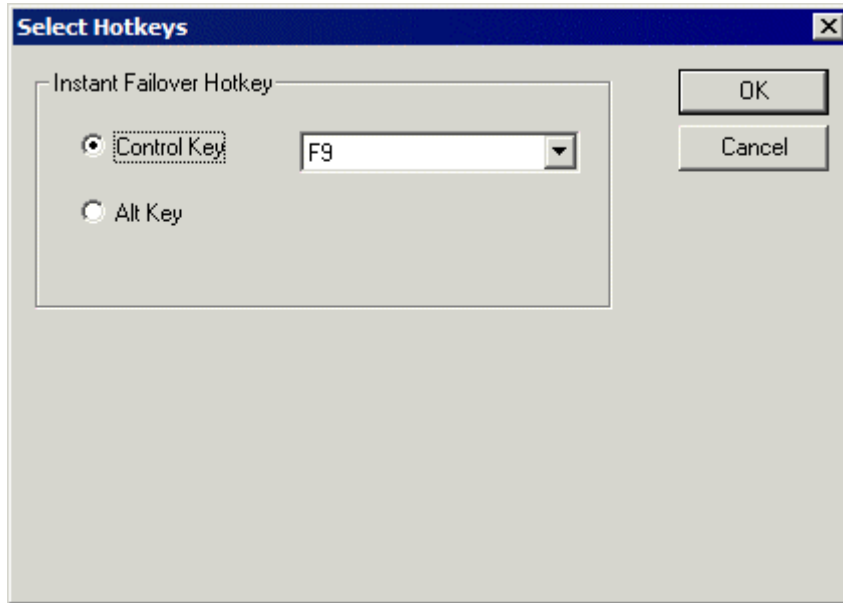 Select Hotkeys
Instant Failover Hotkey
Control Key
F9
Alt Key
OK
Cancel